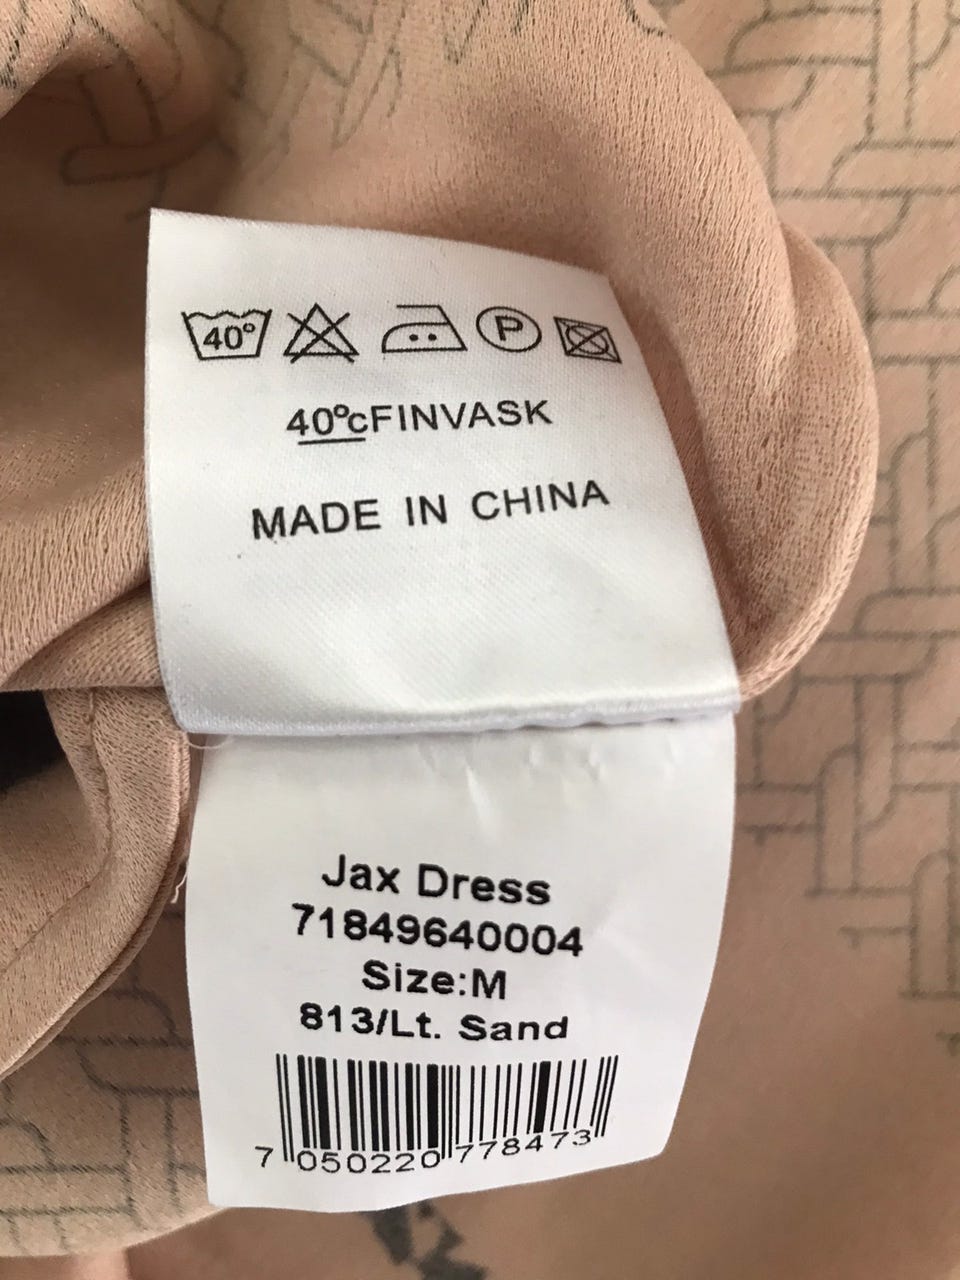 40°
P
40°cFINVASK
MADE IN CHINA
Jax Dress
71849640004
Size:M
813/Lt. Sand
7 050220 778473